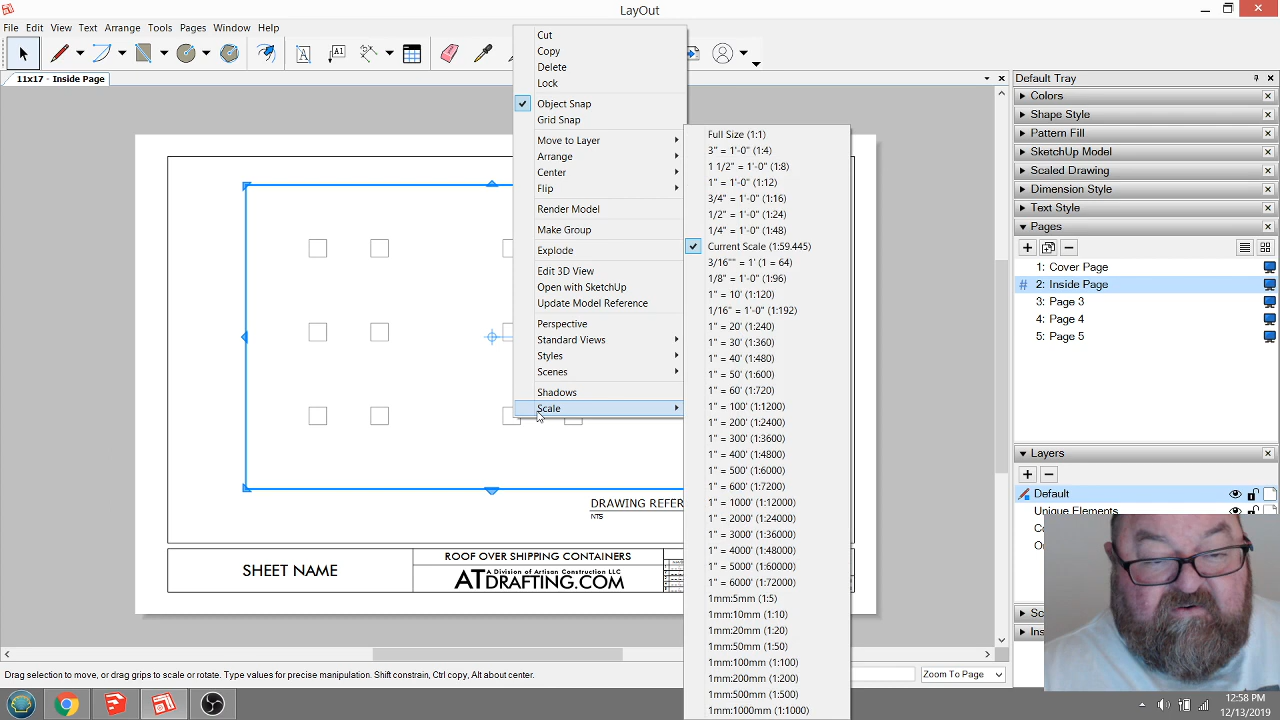 LayOut
File Edit View Text Arrange Tools Pages Window Help
11x17 - Inside Page
Cut
Copy
Delete
Lock
Object Snap
Grid Snap
Move to Layer
Arrange
Center
Flip
Render Model
Make Group
Explode
Edit 3D View
Open with SketchUp
Update Model Reference
Perspective
Standard Views
Styles
Scenes
Shadows
Scale
Full Size (1:1)
3" = 1'-0" (1:4)
1 1/2" = 1'-0" (1:8)
1" = 1'-0" (1:12)
3/4" = 1'-0" (1:16)
1/2" = 1'-0" (1:24)
1/4" = 1'-0" (1:48)
Current Scale (1:59.445)
3/16"" = 1' (1 = 64)
1/8" = 1'-0" (1:96)
1" = 10' (1:120)
1/16" = 1'-0" (1:192)
1" = 20' (1:240)
1" = 30' (1:360)
1" = 40' (1:480)
1" = 50' (1:600)
1" = 60' (1:720)
1" = 100' (1:1200)
1" = 200' (1:2400)
1" = 300' (1:3600)
1" = 400' (1:4800)
1" = 500' (1:6000)
1" = 600' (1:7200)
1" = 1000' (1:12000)
1" = 2000' (1:24000)
1" = 3000' (1:36000)
1" = 4000' (1:48000)
1" = 5000' (1:60000)
1" = 6000' (1:72000)
1mm:5mm (1:5)
1mm:10mm (1:10)
1mm:20mm (1:20)
1mm:50mm (1:50)
1mm:100mm (1:100)
1mm:200mm (1:200)
1mm:500mm (1:500)
1mm:1000mm (1:1000)
DRAWING REFER
NTS
SHEET NAME
ROOF OVER SHIPPING CONTAINERS
A Division of Artisan Construction LLC
ATDRAFTING.COM
Default Tray
Colors
Shape Style
Pattern Fill
SketchUp Model
Scaled Drawing
Dimension Style
Text Style
Pages
1: Cover Page
# 2: Inside Page
3: Page 3
4: Page 4
5: Page 5
Layers
Default
Unique Elements
Drag selection to move, or drag grips to scale or rotate. Type values for precise manipulation. Shift constrain, Ctrl copy, Alt about center.
Zoom To Page
12:58 PM
12/13/2019